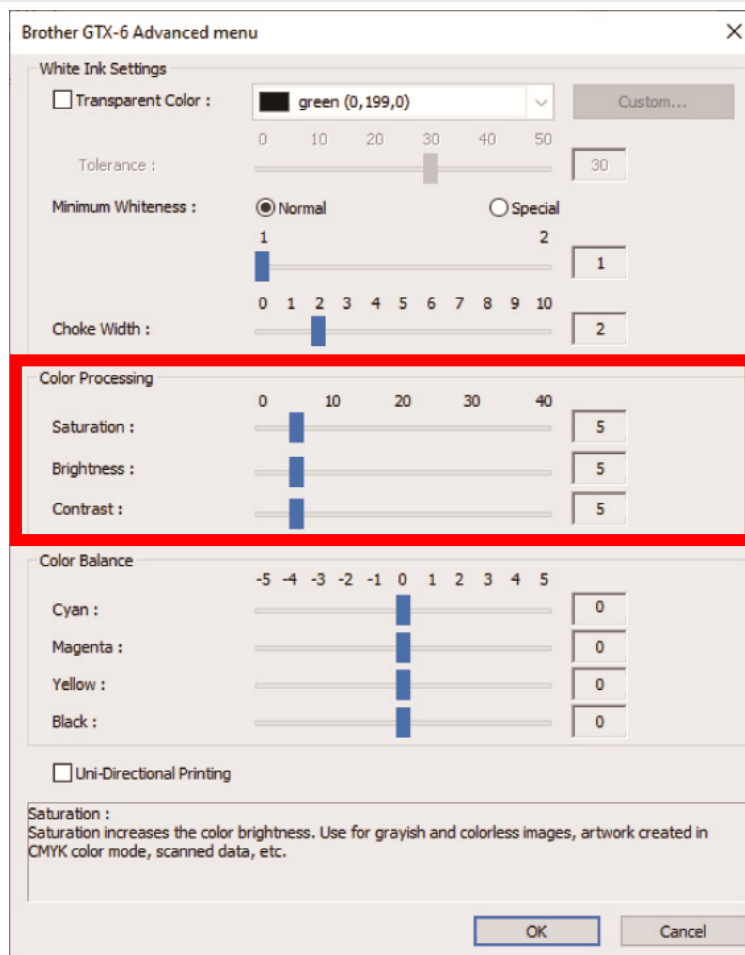 Brother GTX-6 Advanced menu
White Ink Settings
Transparent Color : green (0,199,0) Custom...
0 10 20 30 40 50
Tolerance : 30
Minimum Whiteness : Normal Special
1 2
1
0 1 2 3 4 5 6 7 8 9 10
Choke Width : 2
Color Processing
0 10 20 30 40
Saturation : 5
Brightness : 5
Contrast : 5
Color Balance
-5 -4 -3 -2 -1 0 1 2 3 4 5
Cyan : 0
Magenta : 0
Yellow : 0
Black : 0
Uni-Directional Printing
Saturation :
Saturation increases the color brightness. Use for grayish and colorless images, artwork created in
CMYK color mode, scanned data, etc.
OK Cancel